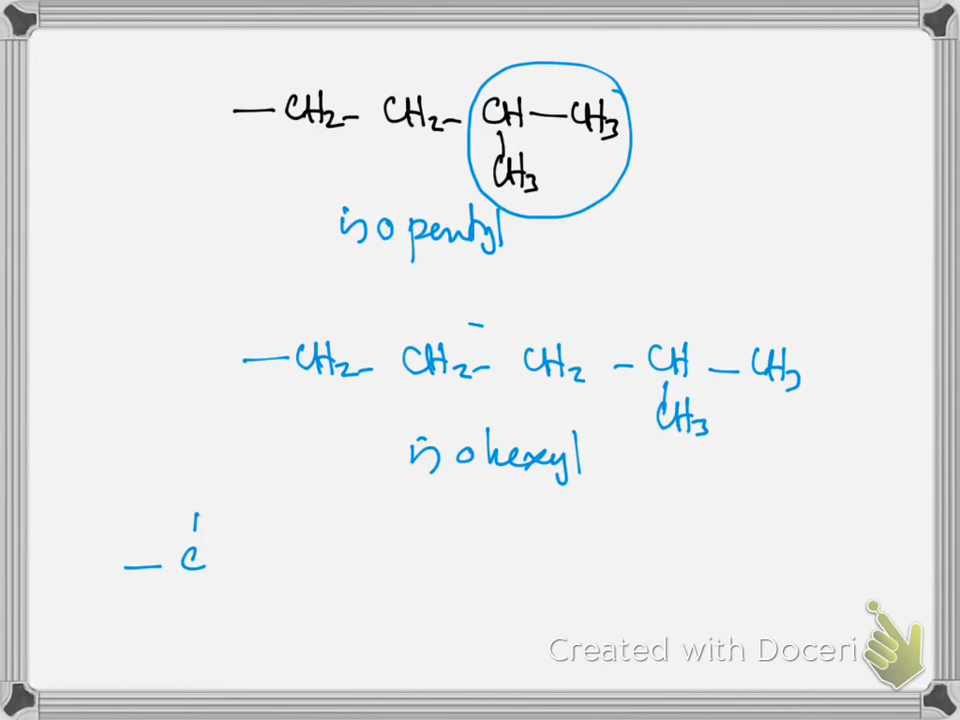 — CH2 - CH2 - CH — CH3
CH3
isopentyl
— CH2 - CH2 - CH2 - CH — CH3
CH3
isohexyl
— C
Created with Doceri